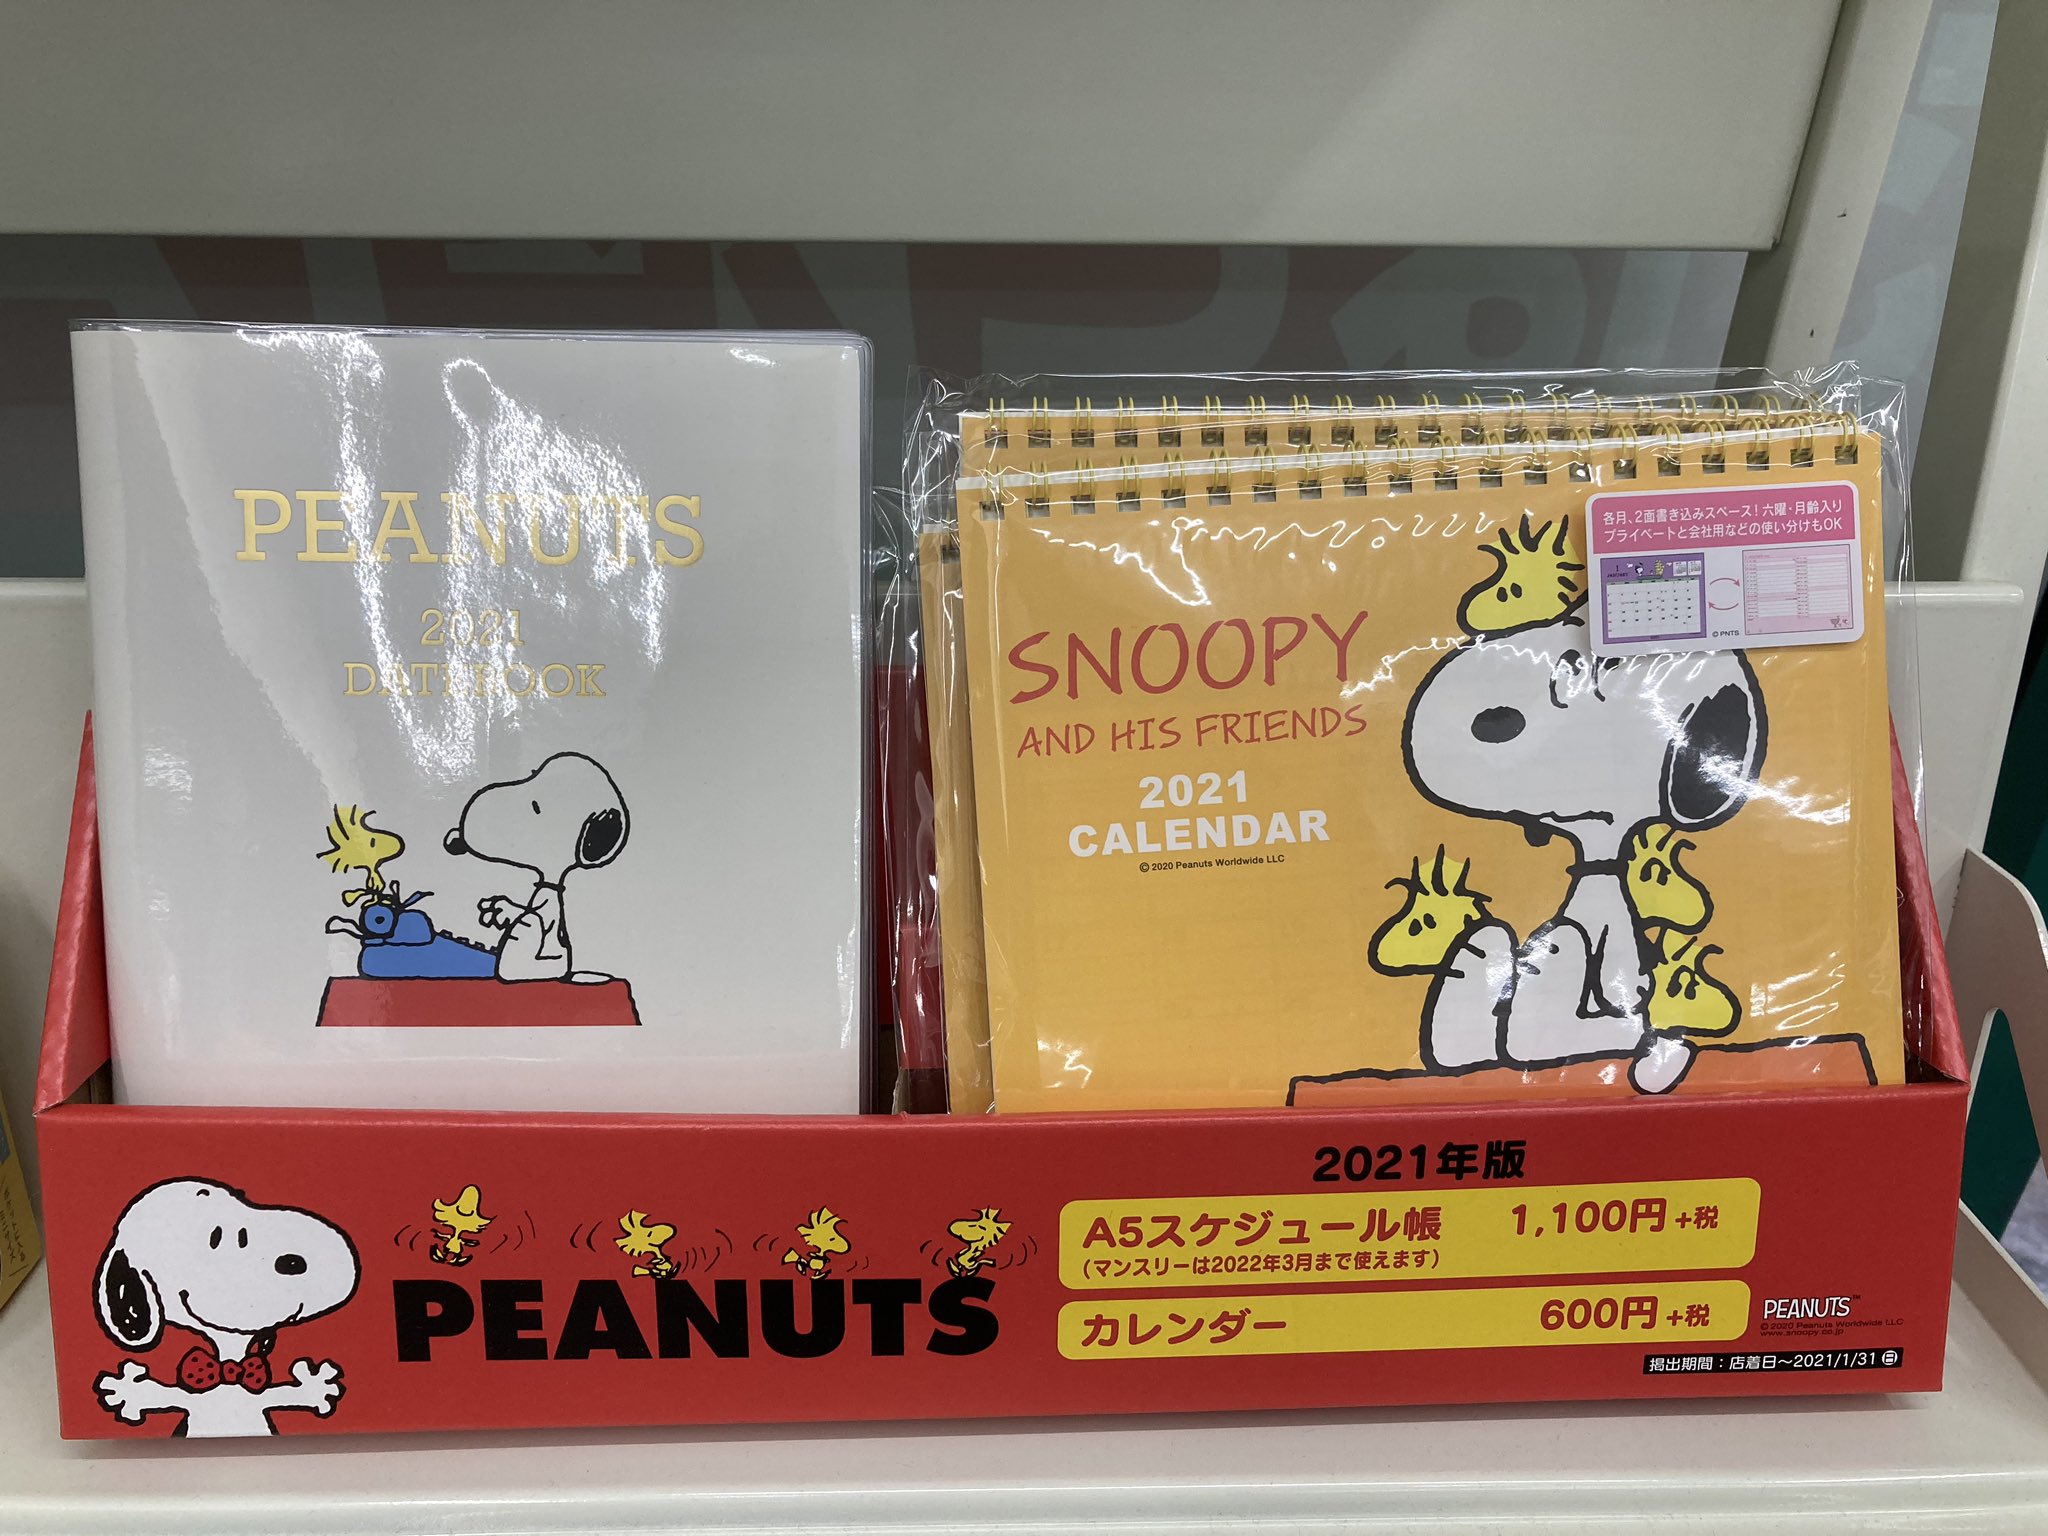 PEANUTS
2021
DATEBOOK
各月、2面書き込みスペース!六曜・月齢入り
プライベートと会社用などの使い分けもOK
© PNTS
SNOOPY
AND HIS FRIENDS
2021
CALENDAR
© 2020 Peanuts Worldwide LLC
PEANUTS
2021年版
A5スケジュール帳 1,100円+税
(マンスリーは2022年3月まで使えます)
カレンダー 600円+税
PEANUTS™
© 2020 Peanuts Worldwide LLC
www.snoopy.co.jp
掲出期間:店着日~2021/1/31㊐